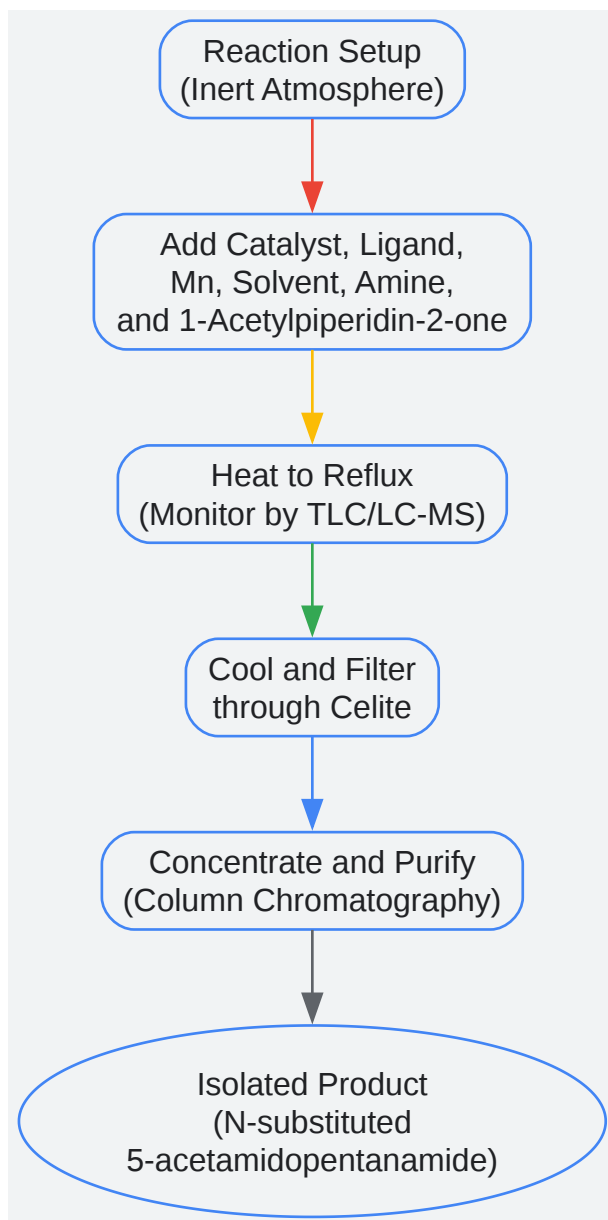 Reaction Setup
(Inert Atmosphere)
Add Catalyst, Ligand,
Mn, Solvent, Amine,
and 1-Acetylpiperidin-2-one
Heat to Reflux
(Monitor by TLC/LC-MS)
Cool and Filter
through Celite
Concentrate and Purify
(Column Chromatography)
Isolated Product
(N-substituted
5-acetamidopentanamide)